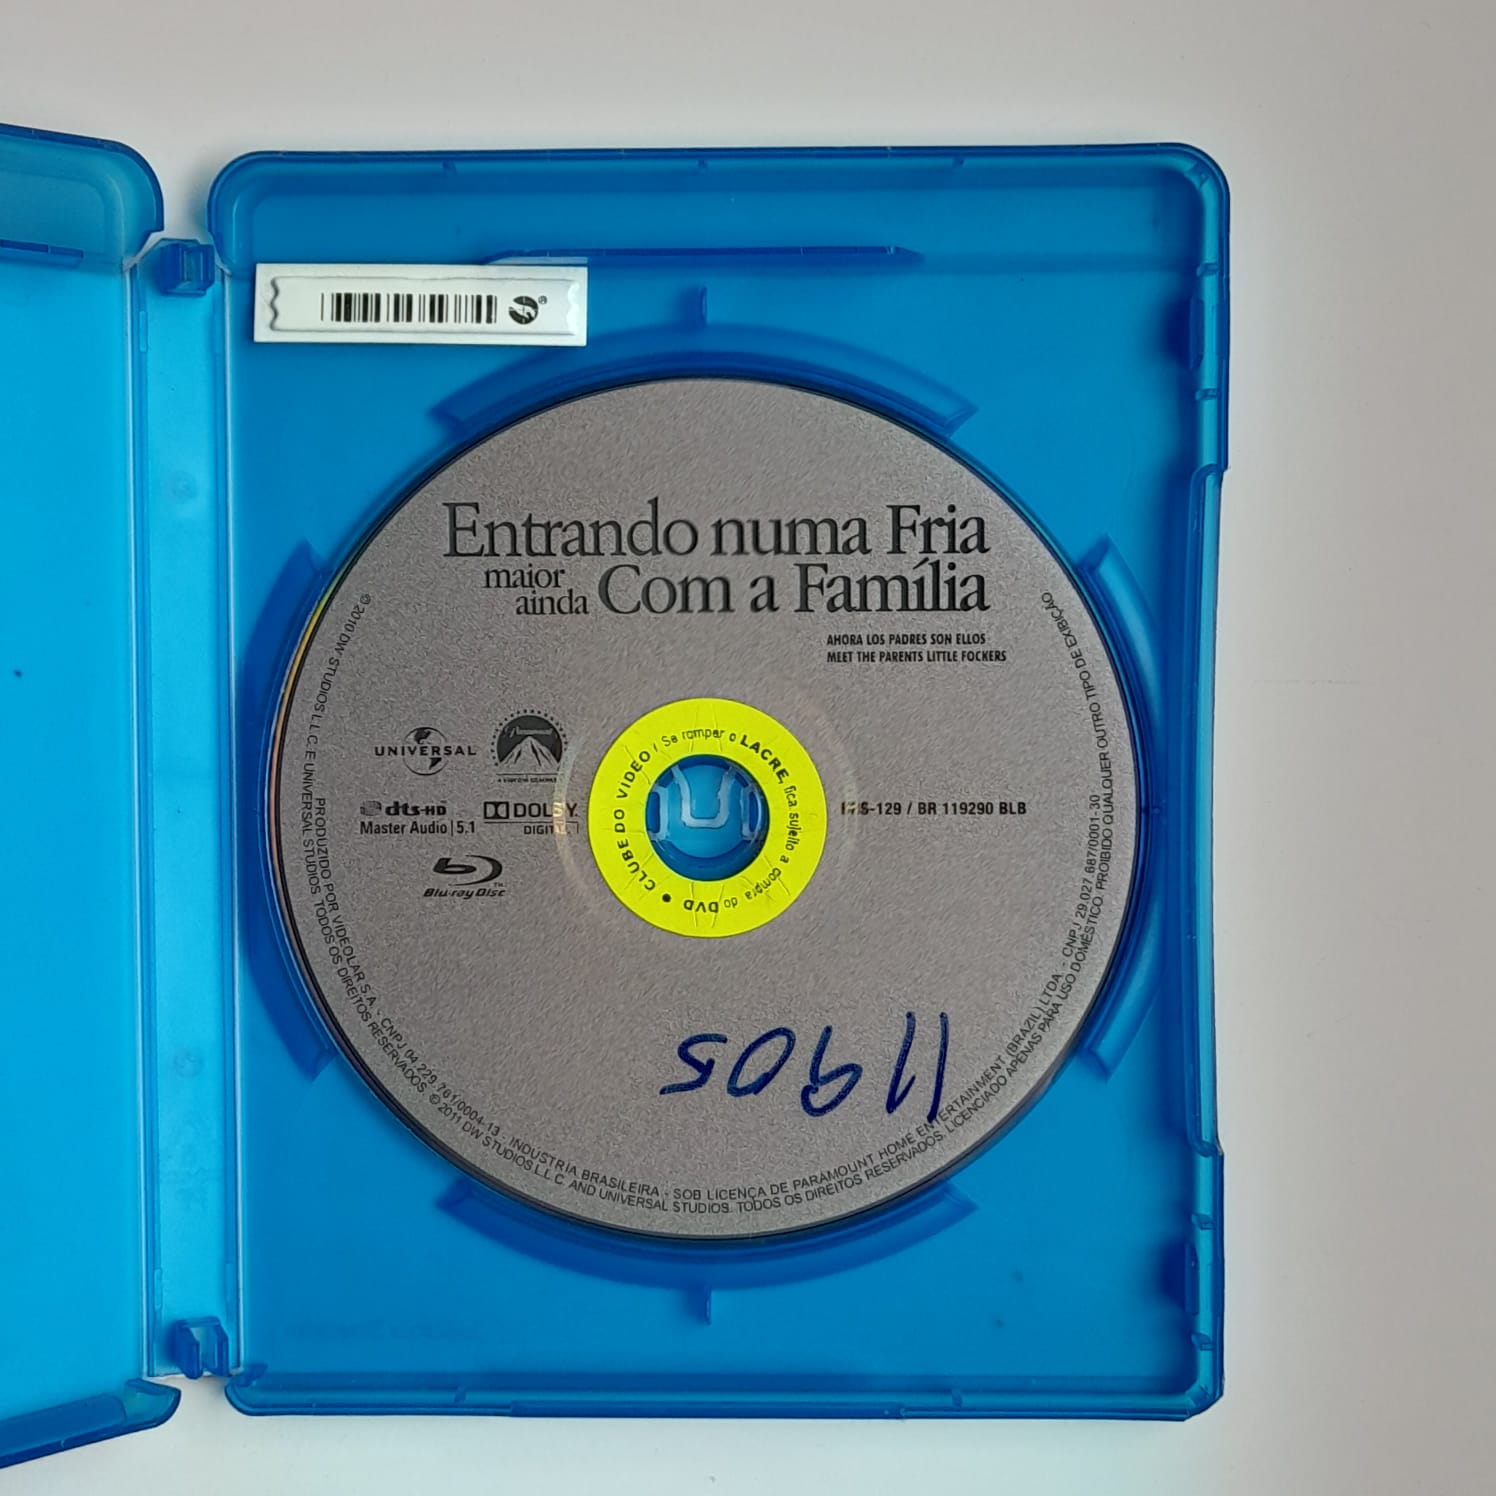 Entrando numa Fria
maior
ainda Com a Família
AHORA LOS PADRES SON ELLOS
MEET THE PARENTS LITTLE FOCKERS
UNIVERSAL
Paramount
dts-HD
Master Audio | 5.1
DOLBY
DIGITAL
Blu-ray Disc
129 / BR 119290 BLB
CLUBE DO VIDEO / Se romper o LACRE, fica sujeito a compra do DVD •
11905
©2010 DW STUDIOS L.L.C. E UNIVERSAL STUDIOS. TODOS OS DIREITOS RESERVADOS. ©2011 DW STUDIOS L.L.C. AND UNIVERSAL STUDIOS. TODOS OS DIREITOS RESERVADOS. LICENCIADO APENAS PARA USO DOMÉSTICO. PROIBIDO QUALQUER OUTRO TIPO DE EXIBIÇÃO
PRODUZIDO POR VIDEOLAR S.A. - CNPJ 04.229.761/0004-13 - INDUSTRIA BRASILEIRA - SOB LICENÇA DE PARAMOUNT HOME ENTERTAINMENT (BRAZIL) LTDA. - CNPJ 29.027.687/0001-30